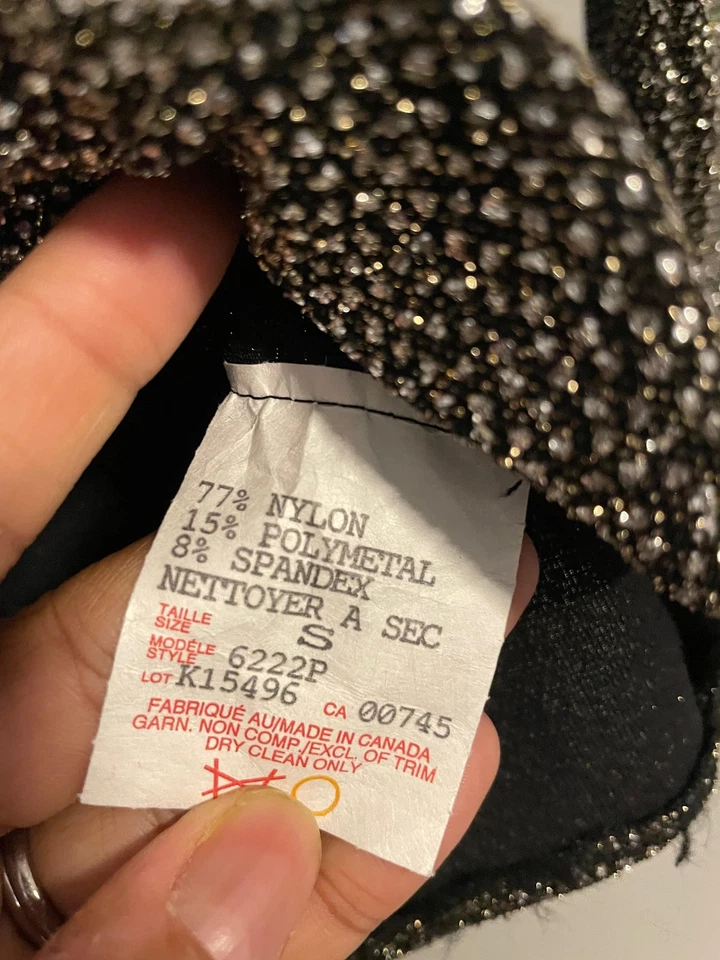 77% NYLON
15% POLYMETAL
8% SPANDEX
NETTOYER A SEC
TAILLE
SIZE
S
MODÈLE
STYLE 6222P
LOT K15496 CA 00745
FABRIQUÉ AU/MADE IN CANADA
GARN. NON COMP./EXCL. OF TRIM
DRY CLEAN ONLY